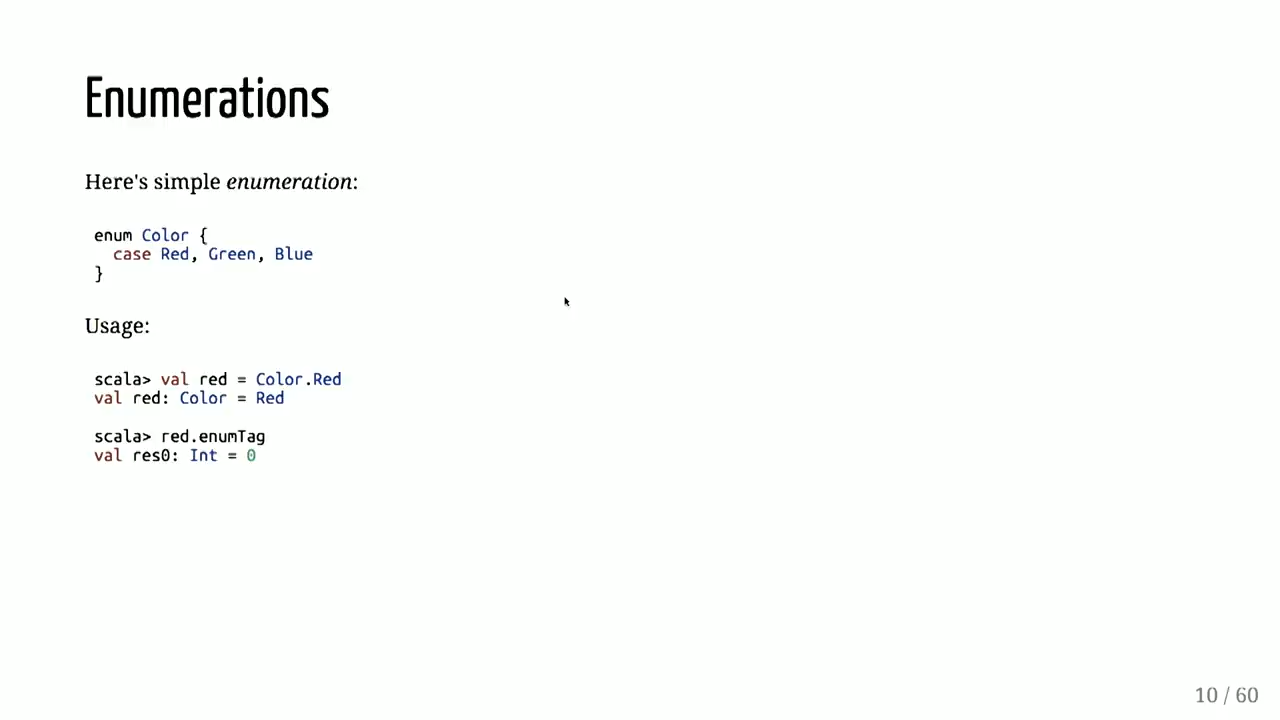 Enumerations
Here's simple enumeration:
enum Color {
  case Red, Green, Blue
}
Usage:
scala> val red = Color.Red
val red: Color = Red
scala> red.enumTag
val res0: Int = 0
10 / 60